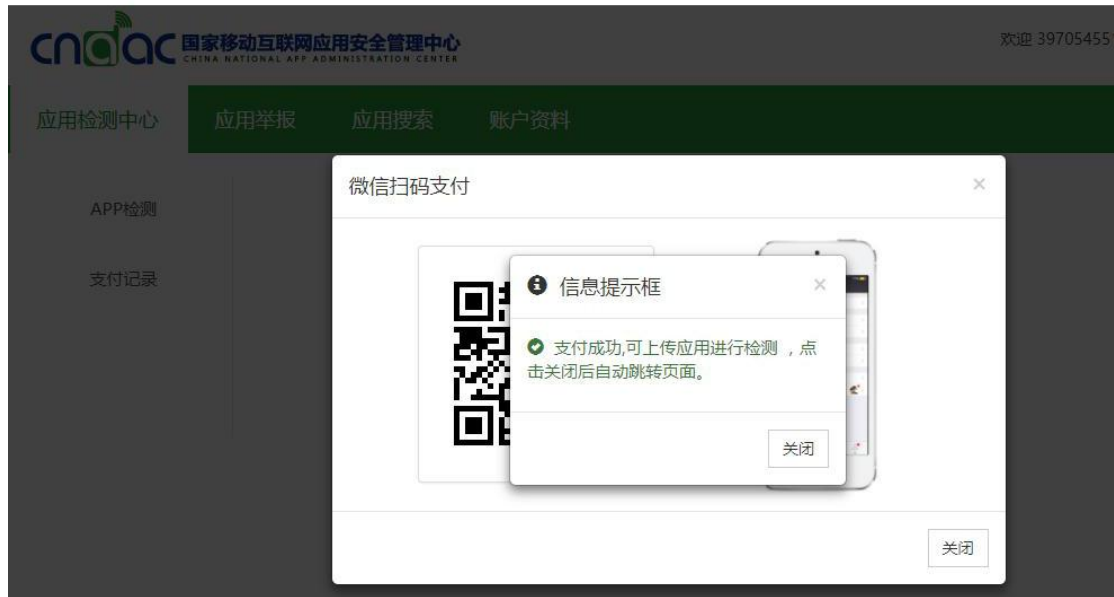 cndac 国家移动互联网应用安全管理中心
CHINA NATIONAL APP ADMINISTRATION CENTER
欢迎 397054551
应用检测中心 应用举报 应用搜索 账户资料
微信扫码支付 ×
APP检测
支付记录
信息提示框 ×
支付成功,可上传应用进行检测 ，点
击关闭后自动跳转页面。
关闭
关闭